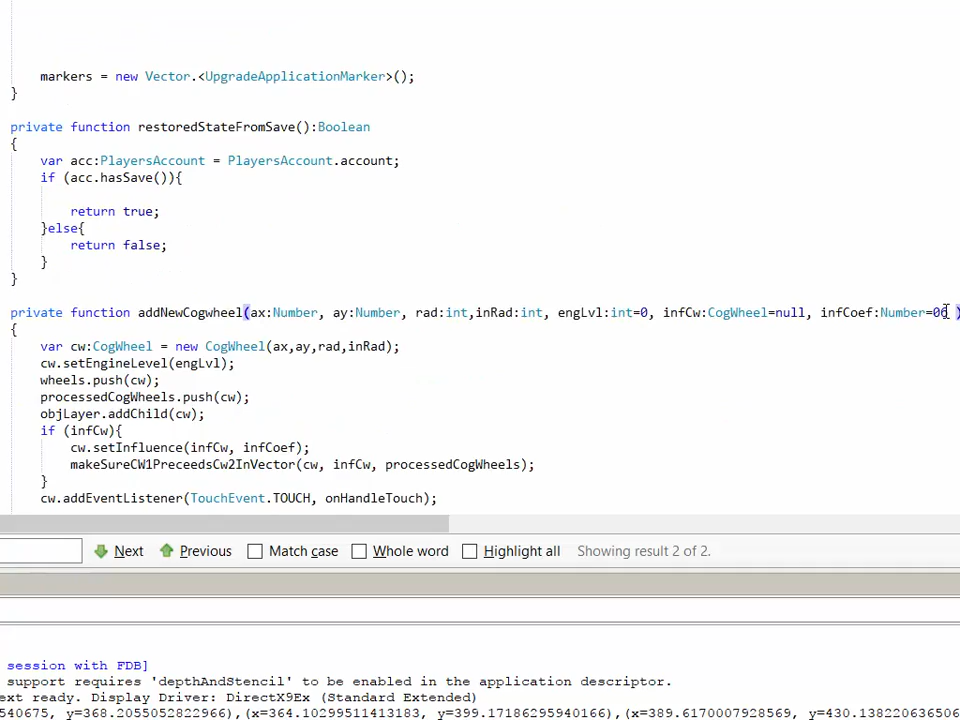 markers = new Vector.<UpgradeApplicationMarker>();
}
private function restoredStateFromSave():Boolean
{
var acc:PlayersAccount = PlayersAccount.account;
if (acc.hasSave()){
return true;
}else{
return false;
}
}
private function addNewCogwheel(ax:Number, ay:Number, rad:int,inRad:int, engLvl:int=0, infCw:CogWheel=null, infCoef:Number=00 )
{
var cw:CogWheel = new CogWheel(ax,ay,rad,inRad);
cw.setEngineLevel(engLvl);
wheels.push(cw);
processedCogWheels.push(cw);
objLayer.addChild(cw);
if (infCw){
cw.setInfluence(infCw, infCoef);
makeSureCW1PreceedsCw2InVector(cw, infCw, processedCogWheels);
}
cw.addEventListener(TouchEvent.TOUCH, onHandleTouch);
Next Previous Match case Whole word Highlight all Showing result 2 of 2.
session with FDB]
support requires 'depthAndStencil' to be enabled in the application descriptor.
ext ready. Display Driver: DirectX9Ex (Standard Extended)
540675, y=368.2055052822966),(x=364.10299511413183, y=399.17186295940166),(x=389.6170007928569, y=430.13822063650